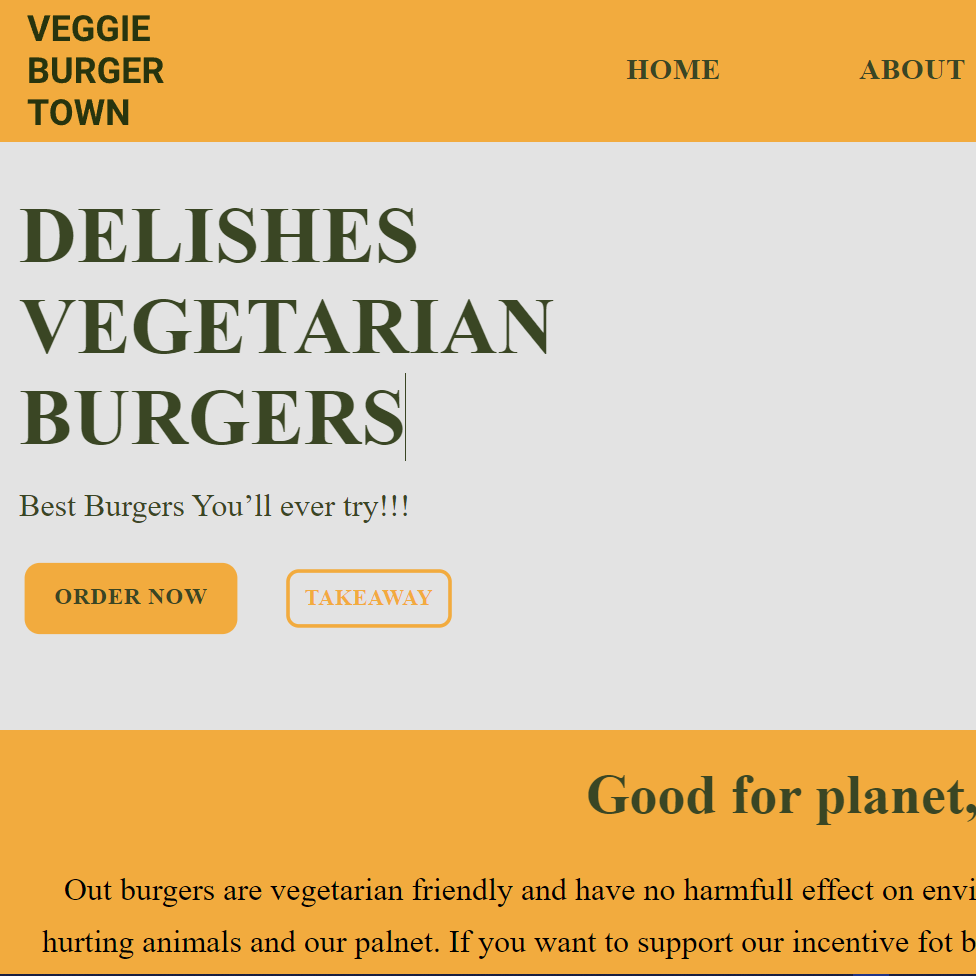 VEGGIE
BURGER
TOWN
HOME
ABOUT
DELISHES
VEGETARIAN
BURGERS
Best Burgers You’ll ever try!!!
ORDER NOW
TAKEAWAY
Good for planet,
Out burgers are vegetarian friendly and have no harmfull effect on envi
hurting animals and our palnet. If you want to support our incentive fot b